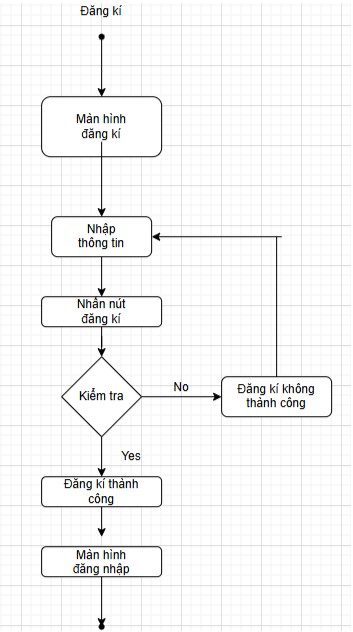 Đăng kí
Màn hình
đăng kí
Nhập
thông tin
Nhấn nút
đăng kí
Kiểm tra
No
Đăng kí không
thành công
Yes
Đăng kí thành
công
Màn hình
đăng nhập